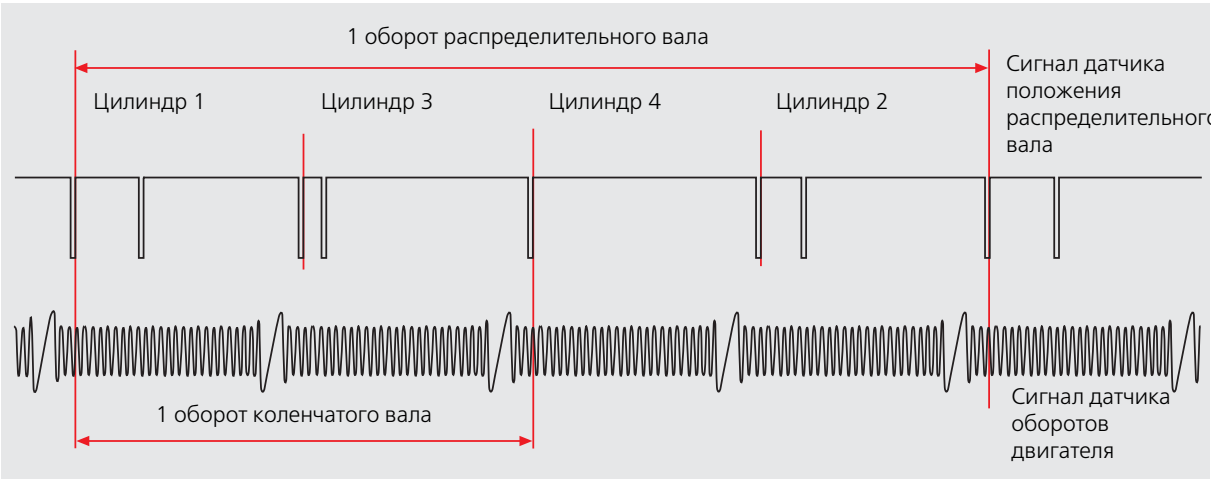 1 оборот распределительного вала
Сигнал датчика
положения
распределительного
вала
Цилиндр 1
Цилиндр 3
Цилиндр 4
Цилиндр 2
1 оборот коленчатого вала
Сигнал датчика
оборотов
двигателя